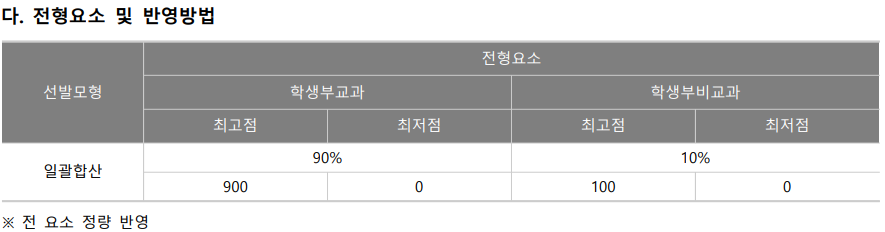 다. 전형요소 및 반영방법
선발모형
전형요소
학생부교과
학생부비교과
최고점
최저점
최고점
최저점
일괄합산
90%
10%
900
0
100
0
※ 전 요소 정량 반영